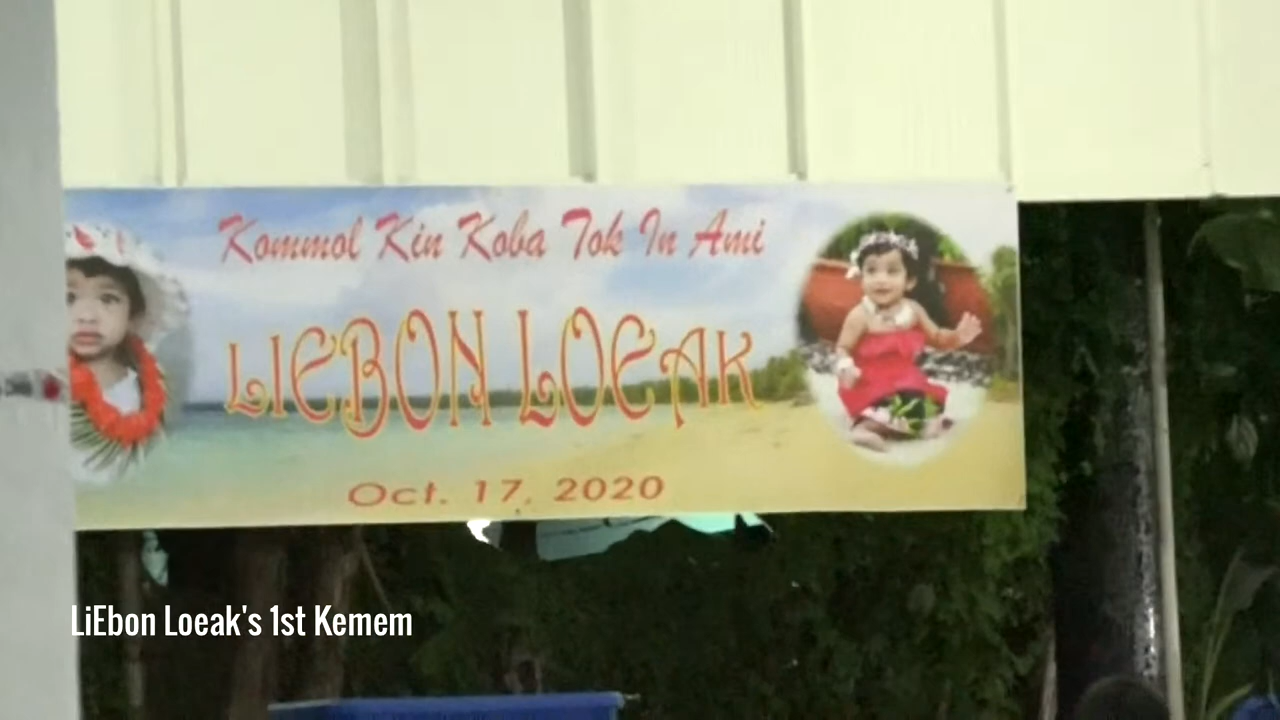 Kommol Kin Koba Tok In Ami
LIEBON LOEAK
Oct. 17, 2020
LiEbon Loeak's 1st Kemem